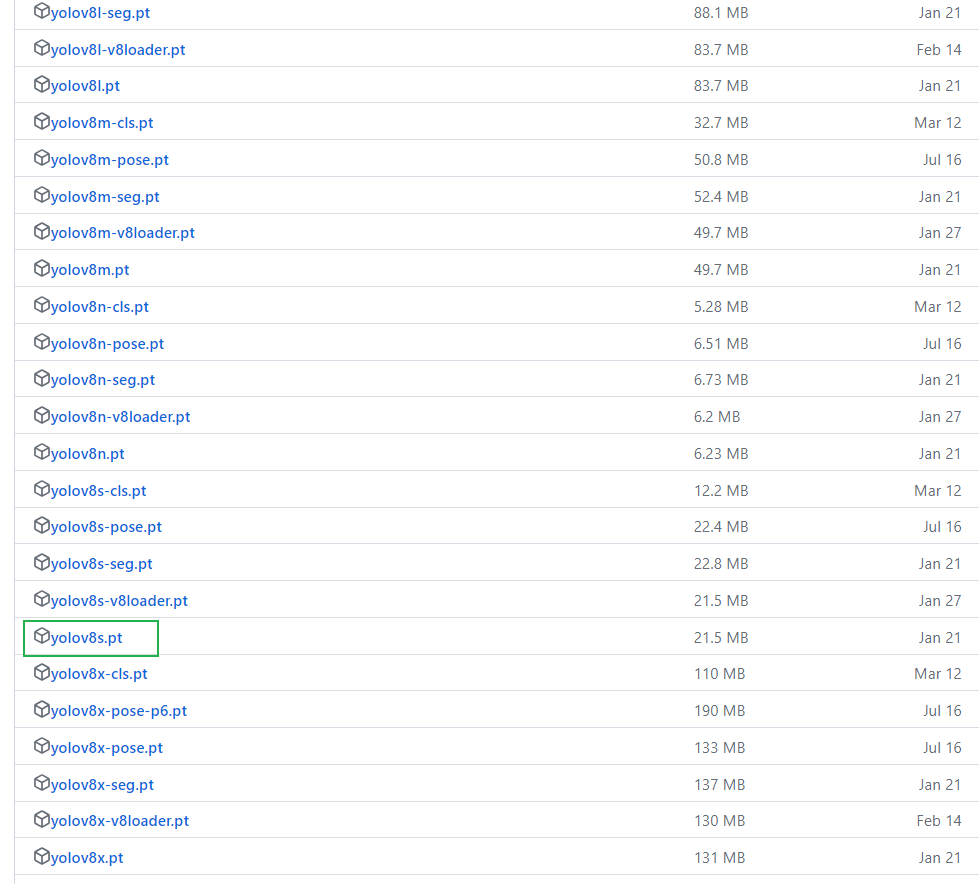 yolov8l-seg.pt 88.1 MB Jan 21
yolov8l-v8loader.pt 83.7 MB Feb 14
yolov8l.pt 83.7 MB Jan 21
yolov8m-cls.pt 32.7 MB Mar 12
yolov8m-pose.pt 50.8 MB Jul 16
yolov8m-seg.pt 52.4 MB Jan 21
yolov8m-v8loader.pt 49.7 MB Jan 27
yolov8m.pt 49.7 MB Jan 21
yolov8n-cls.pt 5.28 MB Mar 12
yolov8n-pose.pt 6.51 MB Jul 16
yolov8n-seg.pt 6.73 MB Jan 21
yolov8n-v8loader.pt 6.2 MB Jan 27
yolov8n.pt 6.23 MB Jan 21
yolov8s-cls.pt 12.2 MB Mar 12
yolov8s-pose.pt 22.4 MB Jul 16
yolov8s-seg.pt 22.8 MB Jan 21
yolov8s-v8loader.pt 21.5 MB Jan 27
yolov8s.pt 21.5 MB Jan 21
yolov8x-cls.pt 110 MB Mar 12
yolov8x-pose-p6.pt 190 MB Jul 16
yolov8x-pose.pt 133 MB Jul 16
yolov8x-seg.pt 137 MB Jan 21
yolov8x-v8loader.pt 130 MB Feb 14
yolov8x.pt 131 MB Jan 21